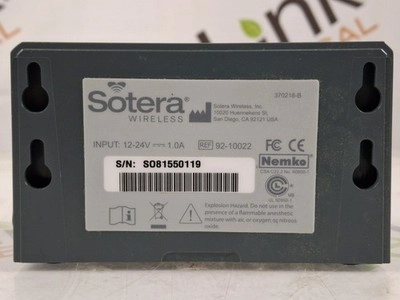 Sotera
WIRELESS
Sotera Wireless, Inc.
10020 Huennekens St.
San Diego, CA 92121 USA
INPUT: 12-24V 1.0A
REF 92-10022
FC CE
S/N: SO81550119
Nemko
Explosion Hazard. Do not use in the
presence of a flammable anesthetic
mixture with air, or oxygen or nitrous
oxide.